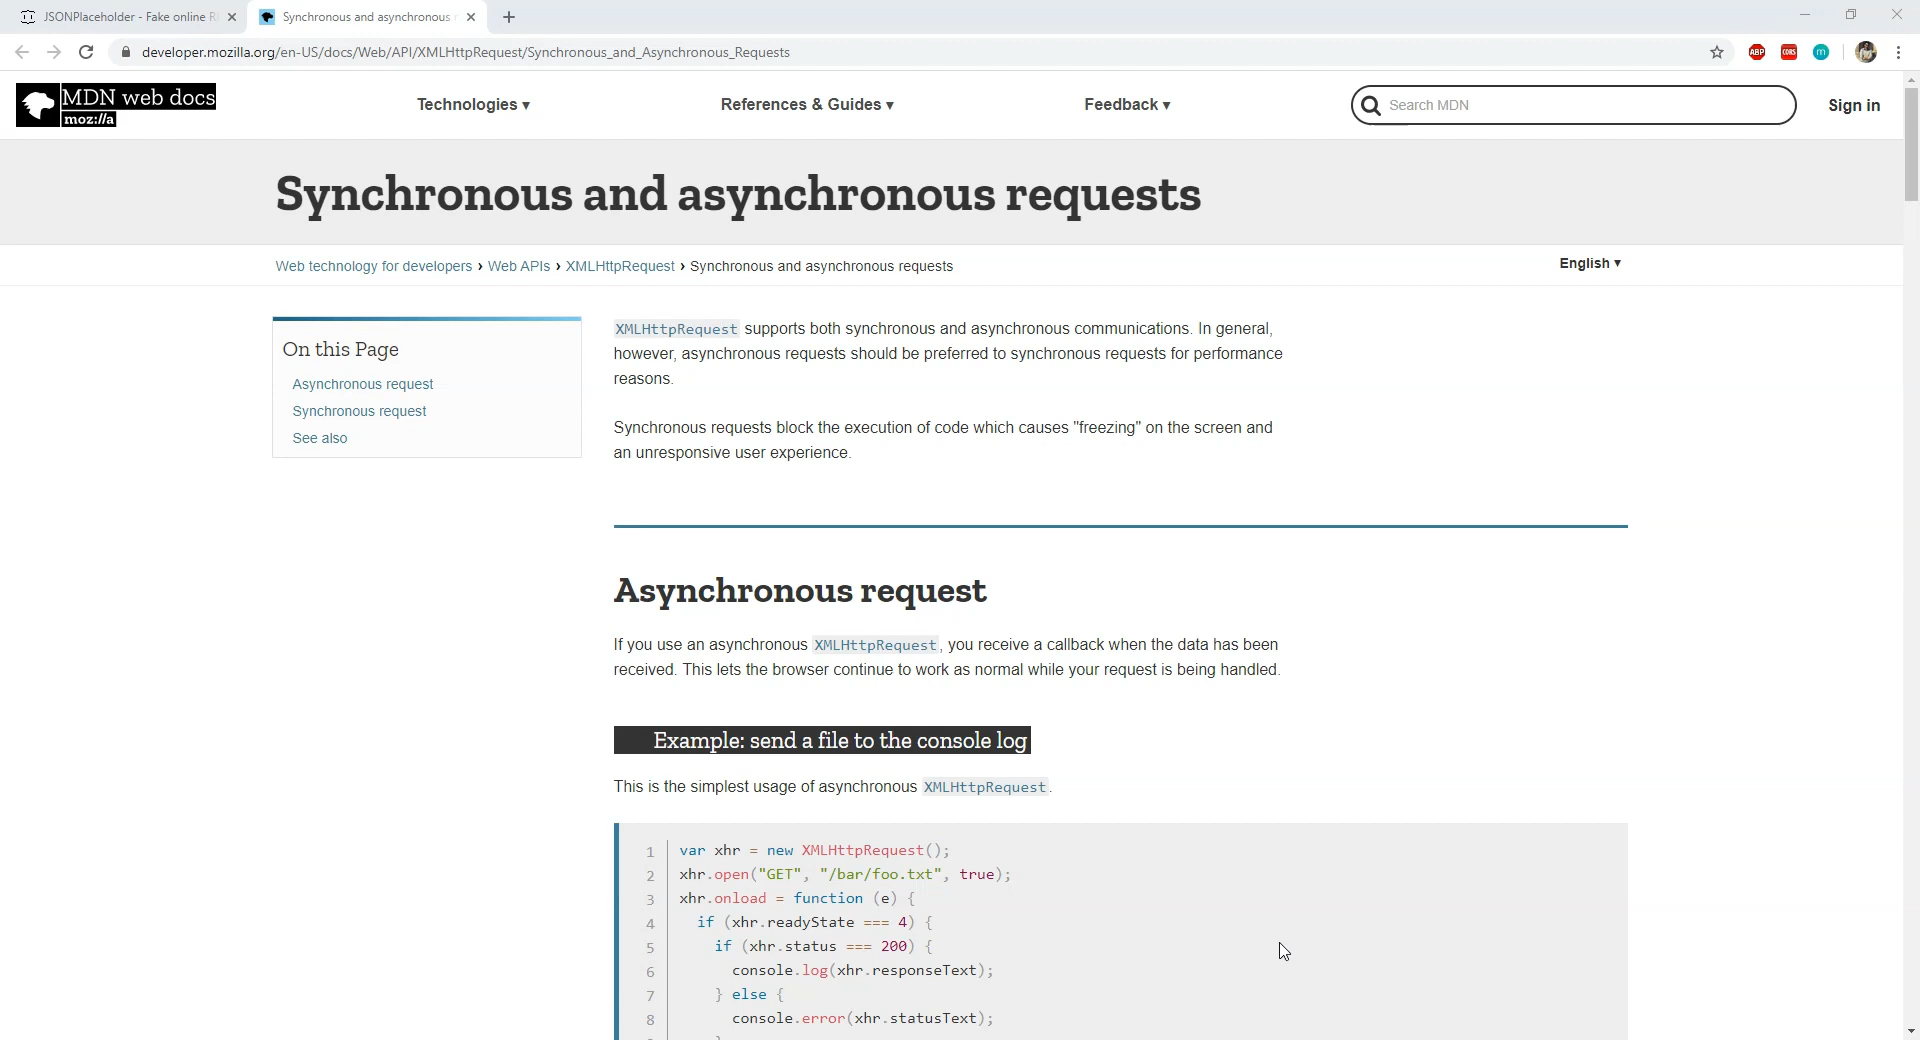 JSONPlaceholder - Fake online R
Synchronous and asynchronous
developer.mozilla.org/en-US/docs/Web/API/XMLHttpRequest/Synchronous_and_Asynchronous_Requests
ABP
CORS
m
MDN web docs
moz://a
Technologies ▾
References & Guides ▾
Feedback ▾
Search MDN
Sign in
Synchronous and asynchronous requests
Web technology for developers › Web APIs › XMLHttpRequest › Synchronous and asynchronous requests
English ▾
On this Page
Asynchronous request
Synchronous request
See also
XMLHttpRequest supports both synchronous and asynchronous communications. In general,
however, asynchronous requests should be preferred to synchronous requests for performance
reasons.
Synchronous requests block the execution of code which causes "freezing" on the screen and
an unresponsive user experience.
Asynchronous request
If you use an asynchronous XMLHttpRequest, you receive a callback when the data has been
received. This lets the browser continue to work as normal while your request is being handled.
Example: send a file to the console log
This is the simplest usage of asynchronous XMLHttpRequest.
1 var xhr = new XMLHttpRequest();
2 xhr.open("GET", "/bar/foo.txt", true);
3 xhr.onload = function (e) {
4 if (xhr.readyState === 4) {
5 if (xhr.status === 200) {
6 console.log(xhr.responseText);
7 } else {
8 console.error(xhr.statusText);